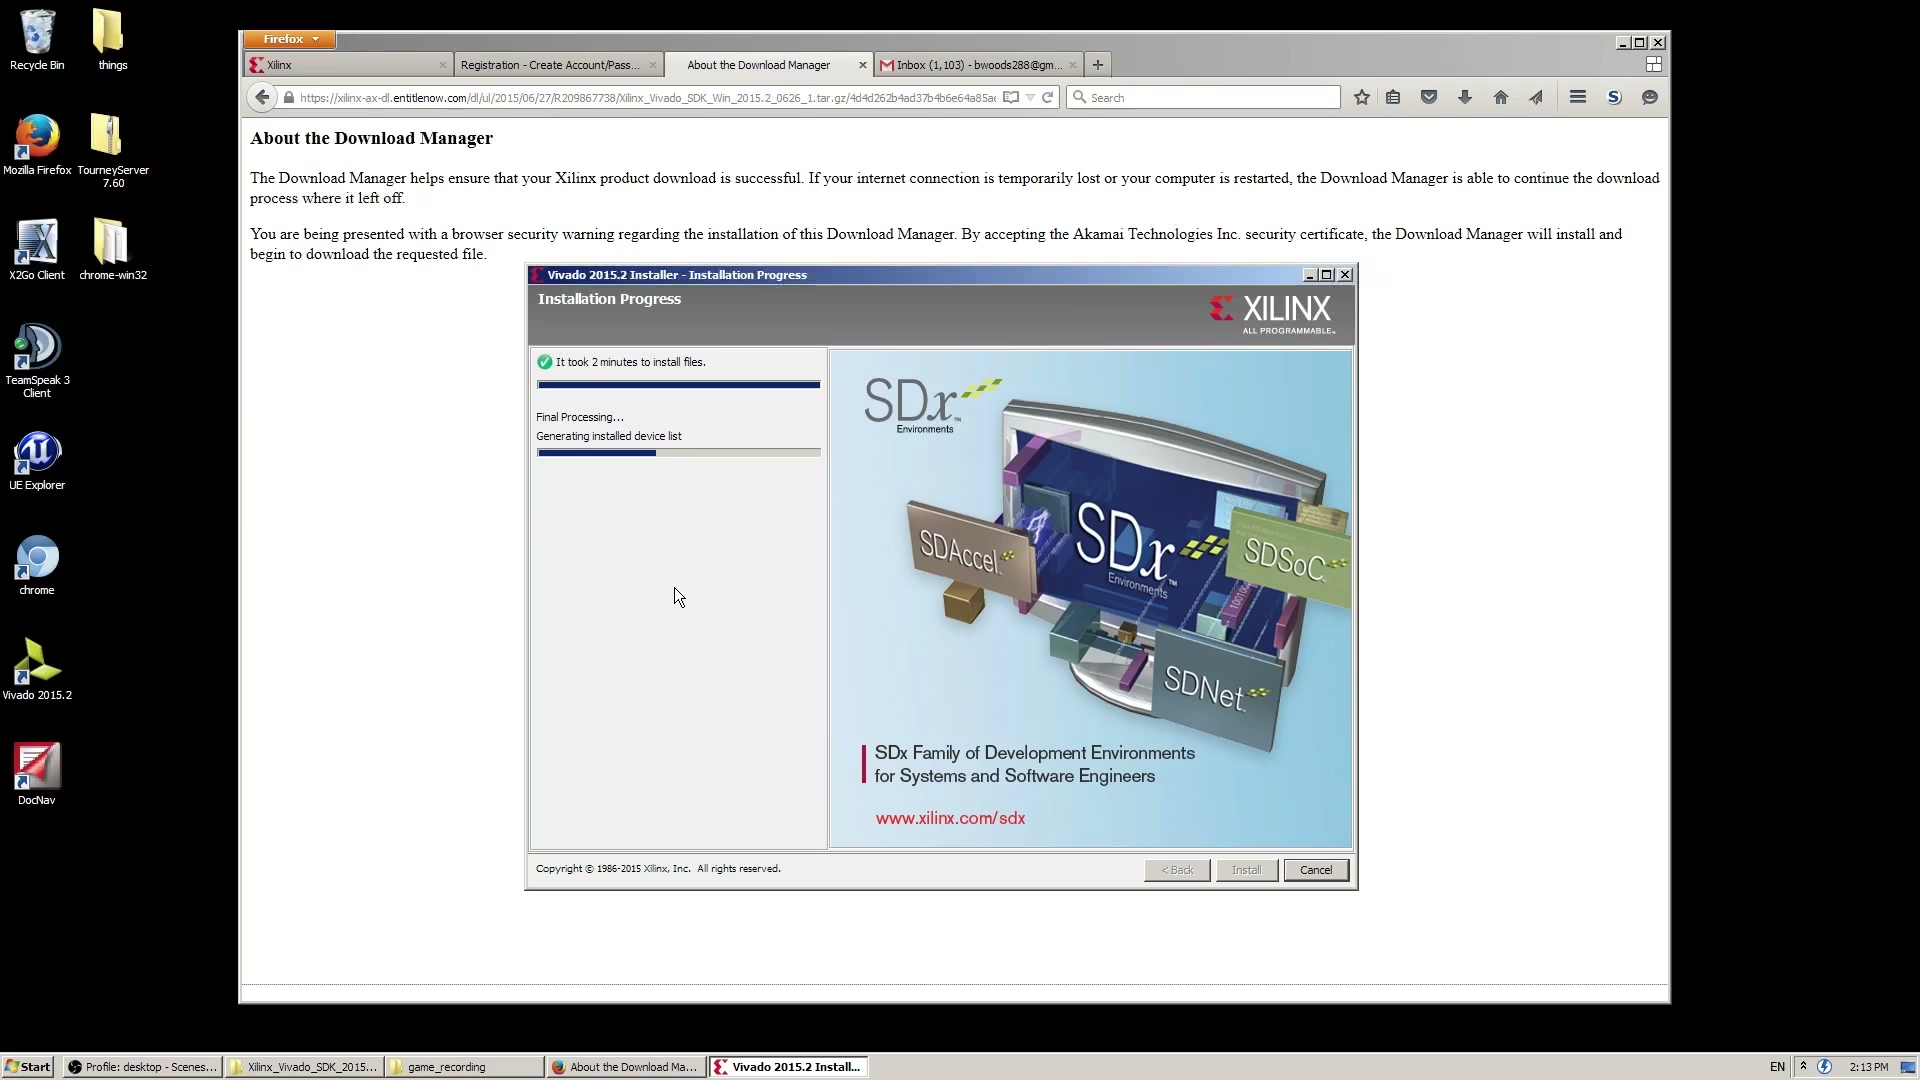 Recycle Bin
things
Mozilla Firefox
TourneyServer
7.60
X2Go Client
chrome-win32
TeamSpeak 3
Client
UE Explorer
chrome
Vivado 2015.2
DocNav
Firefox
Xilinx
Registration - Create Account/Pass...
About the Download Manager
Inbox (1,103) - bwoods288@gm...
https://xilinx-ax-dl.entitlenow.com/dl/ul/2015/06/27/R209867738/Xilinx_Vivado_SDK_Win_2015.2_0626_1.tar.gz/4d4d262b4ad37b4b6e64a85a
Search
About the Download Manager
The Download Manager helps ensure that your Xilinx product download is successful. If your internet connection is temporarily lost or your computer is restarted, the Download Manager is able to continue the download
process where it left off.
You are being presented with a browser security warning regarding the installation of this Download Manager. By accepting the Akamai Technologies Inc. security certificate, the Download Manager will install and
begin to download the requested file.
Vivado 2015.2 Installer - Installation Progress
Installation Progress
XILINX
ALL PROGRAMMABLE™
It took 2 minutes to install files.
Final Processing...
Generating installed device list
SDx™
Environments
SDAccel
SDx™
Environments
SDSoC
SDNet
SDx Family of Development Environments
for Systems and Software Engineers
www.xilinx.com/sdx
Copyright © 1986-2015 Xilinx, Inc. All rights reserved.
< Back
Install
Cancel
Start
Profile: desktop - Scenes...
Xilinx_Vivado_SDK_2015...
game_recording
About the Download Ma...
Vivado 2015.2 Install...
EN
2:13 PM